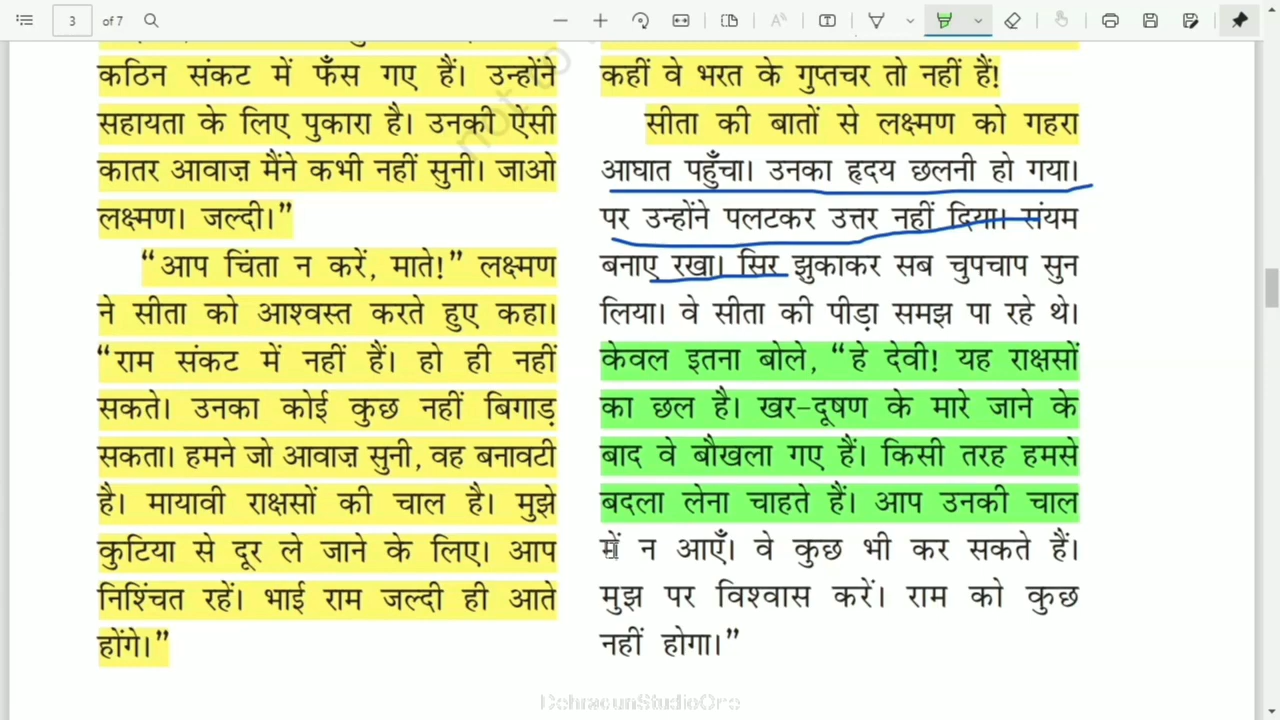 3 of 7
कठिन संकट में फँस गए हैं। उन्होंने
सहायता के लिए पुकारा है। उनकी ऐसी
कातर आवाज़ मैंने कभी नहीं सुनी। जाओ
लक्ष्मण। जल्दी।”
“आप चिंता न करें, माते!” लक्ष्मण
ने सीता को आश्वस्त करते हुए कहा।
“राम संकट में नहीं हैं। हो ही नहीं
सकते। उनका कोई कुछ नहीं बिगाड़
सकता। हमने जो आवाज़ सुनी, वह बनावटी
है। मायावी राक्षसों की चाल है। मुझे
कुटिया से दूर ले जाने के लिए। आप
निश्चिंत रहें। भाई राम जल्दी ही आते
होंगे।”
कहीं वे भरत के गुप्तचर तो नहीं हैं!
सीता की बातों से लक्ष्मण को गहरा
आघात पहुँचा। उनका हृदय छलनी हो गया।
पर उन्होंने पलटकर उत्तर नहीं दिया। संयम
बनाए रखा। सिर झुकाकर सब चुपचाप सुन
लिया। वे सीता की पीड़ा समझ पा रहे थे।
केवल इतना बोले, “हे देवी! यह राक्षसों
का छल है। खर-दूषण के मारे जाने के
बाद वे बौखला गए हैं। किसी तरह हमसे
बदला लेना चाहते हैं। आप उनकी चाल
में न आएँ। वे कुछ भी कर सकते हैं।
मुझ पर विश्वास करें। राम को कुछ
नहीं होगा।”
not to
DehradunStudioOne